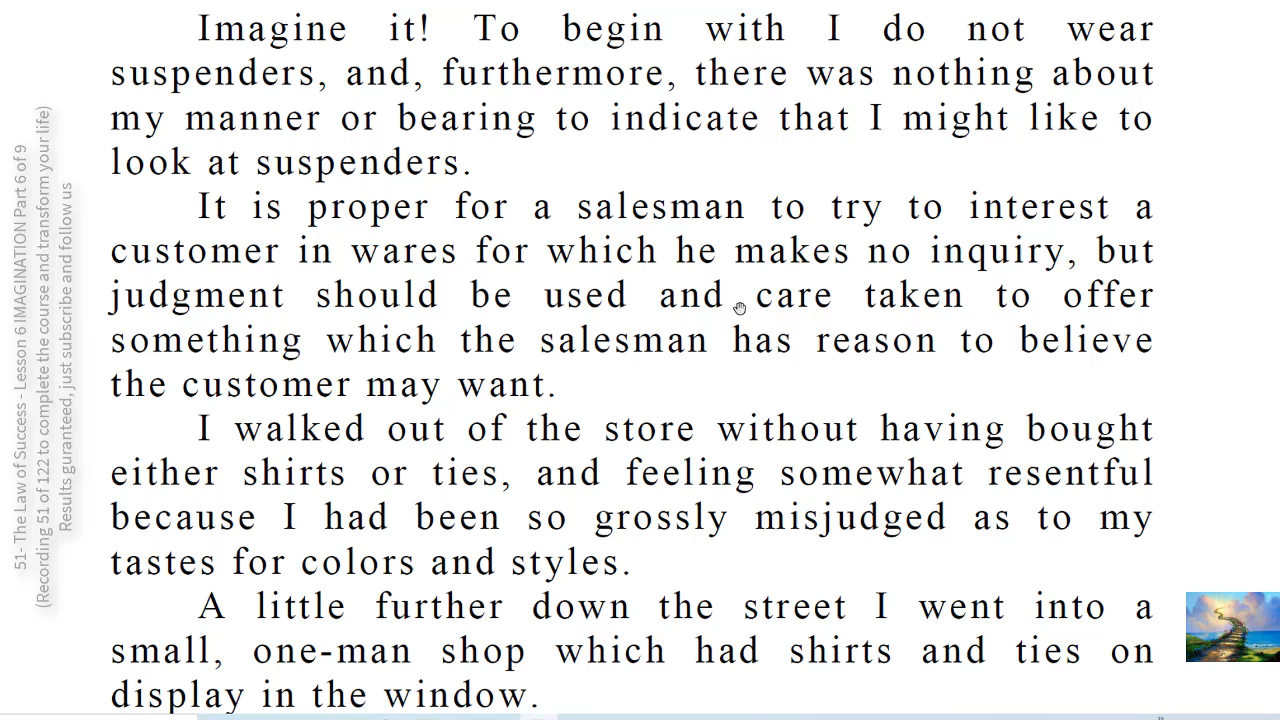 Imagine it! To begin with I do not wear
suspenders, and, furthermore, there was nothing about
my manner or bearing to indicate that I might like to
look at suspenders.
It is proper for a salesman to try to interest a
customer in wares for which he makes no inquiry, but
judgment should be used and care taken to offer
something which the salesman has reason to believe
the customer may want.
I walked out of the store without having bought
either shirts or ties, and feeling somewhat resentful
because I had been so grossly misjudged as to my
tastes for colors and styles.
A little further down the street I went into a
small, one-man shop which had shirts and ties on
display in the window.
51- The Law of Success - Lesson 6 IMAGINATION Part 6 of 9
(Recording 51 of 122 to complete the course and transform your life)
Results guranteed, just subscribe and follow us